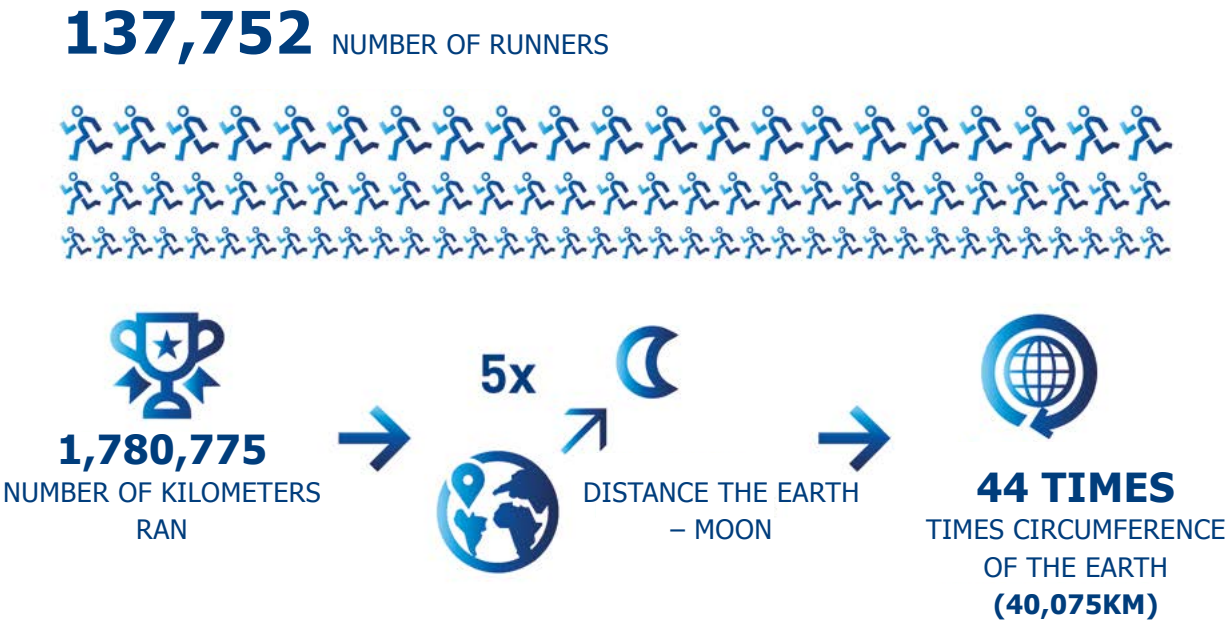 137,752 NUMBER OF RUNNERS
5x
1,780,775
NUMBER OF KILOMETERS
RAN
DISTANCE THE EARTH
– MOON
44 TIMES
TIMES CIRCUMFERENCE
OF THE EARTH
(40,075KM)